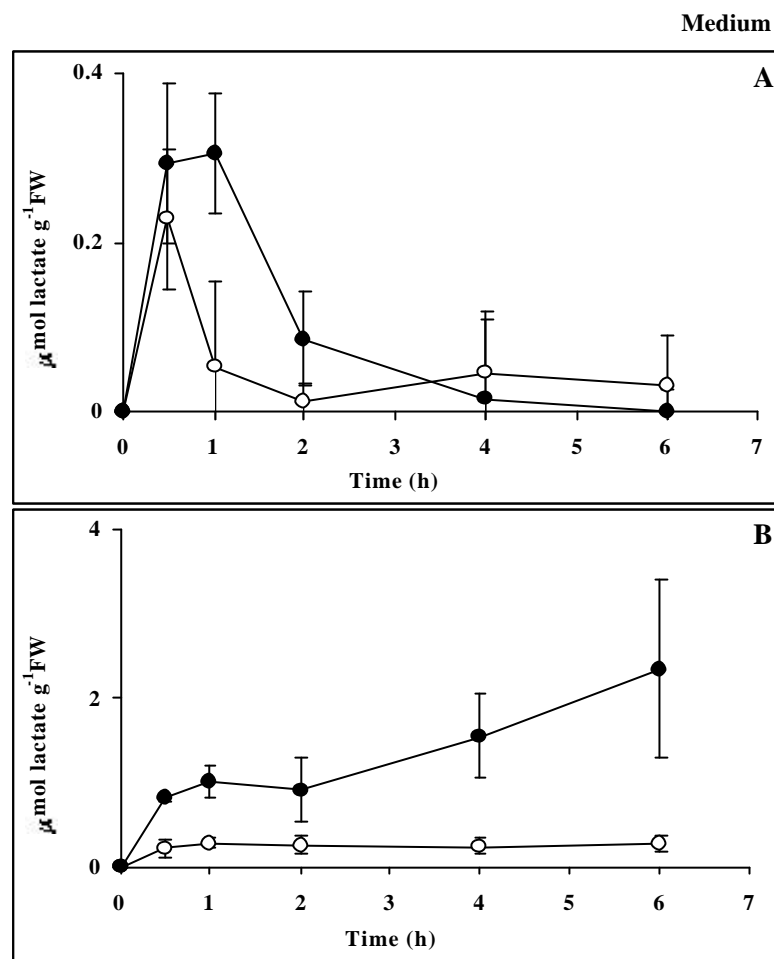 Medium
A
0.4
0.2
0
µmol lactate g⁻¹FW
0 1 2 3 4 5 6 7
Time (h)
B
4
2
0
µmol lactate g⁻¹FW
0 1 2 3 4 5 6 7
Time (h)